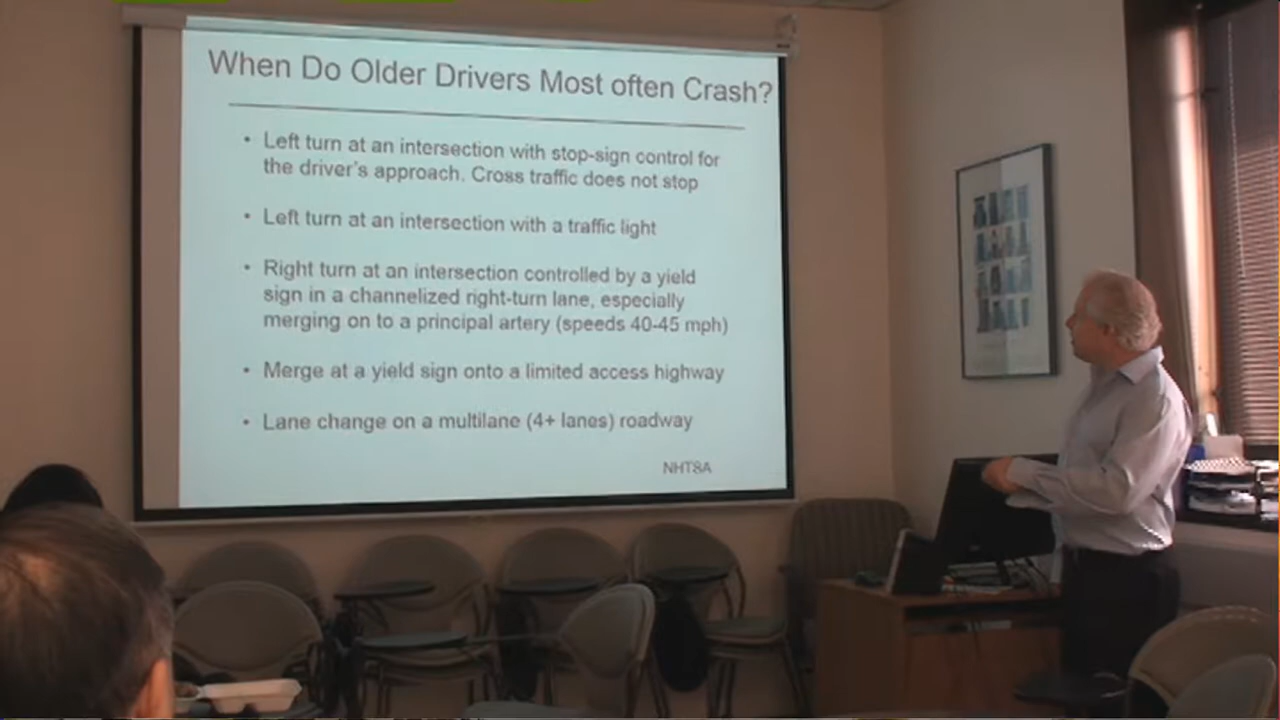 When Do Older Drivers Most often Crash?
• Left turn at an intersection with stop-sign control for
the driver's approach. Cross traffic does not stop
• Left turn at an intersection with a traffic light
• Right turn at an intersection controlled by a yield
sign in a channelized right-turn lane, especially
merging on to a principal artery (speeds 40-45 mph)
• Merge at a yield sign onto a limited access highway
• Lane change on a multilane (4+ lanes) roadway
NHTSA